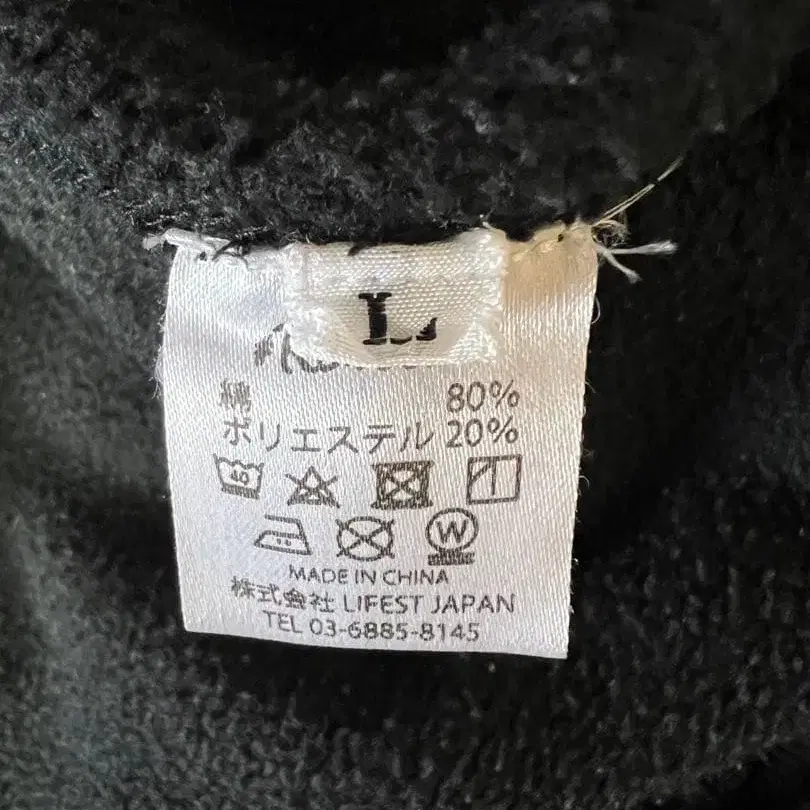 L
綿 80%
ポリエステル 20%
40
W
MADE IN CHINA
株式会社 LIFEST JAPAN
TEL 03-6885-8145